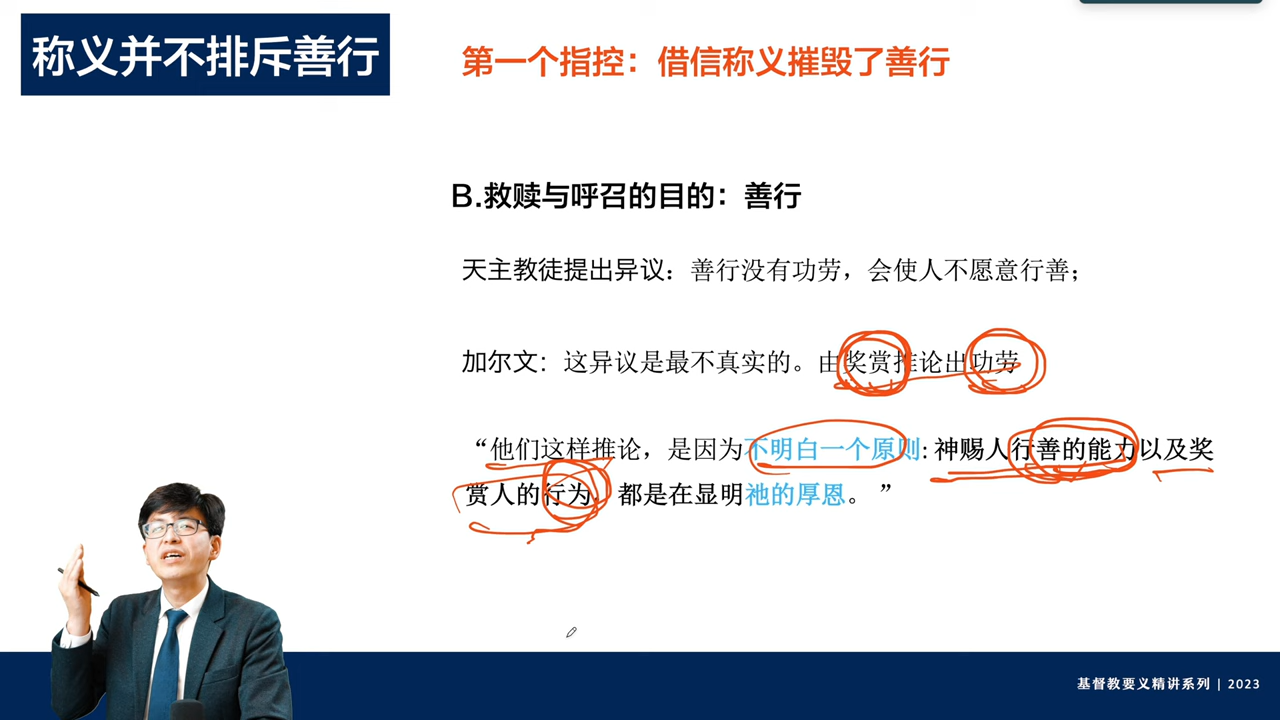 称义并不排斥善行
第一个指控：借信称义摧毁了善行
B.救赎与呼召的目的：善行
天主教徒提出异议：善行没有功劳，会使人不愿意行善；
加尔文：这异议是最不真实的。由奖赏推论出功劳
“他们这样推论，是因为不明白一个原则：神赐人行善的能力以及奖
赏人的行为，都是在显明祂的厚恩。”
基督教要义精讲系列 | 2023